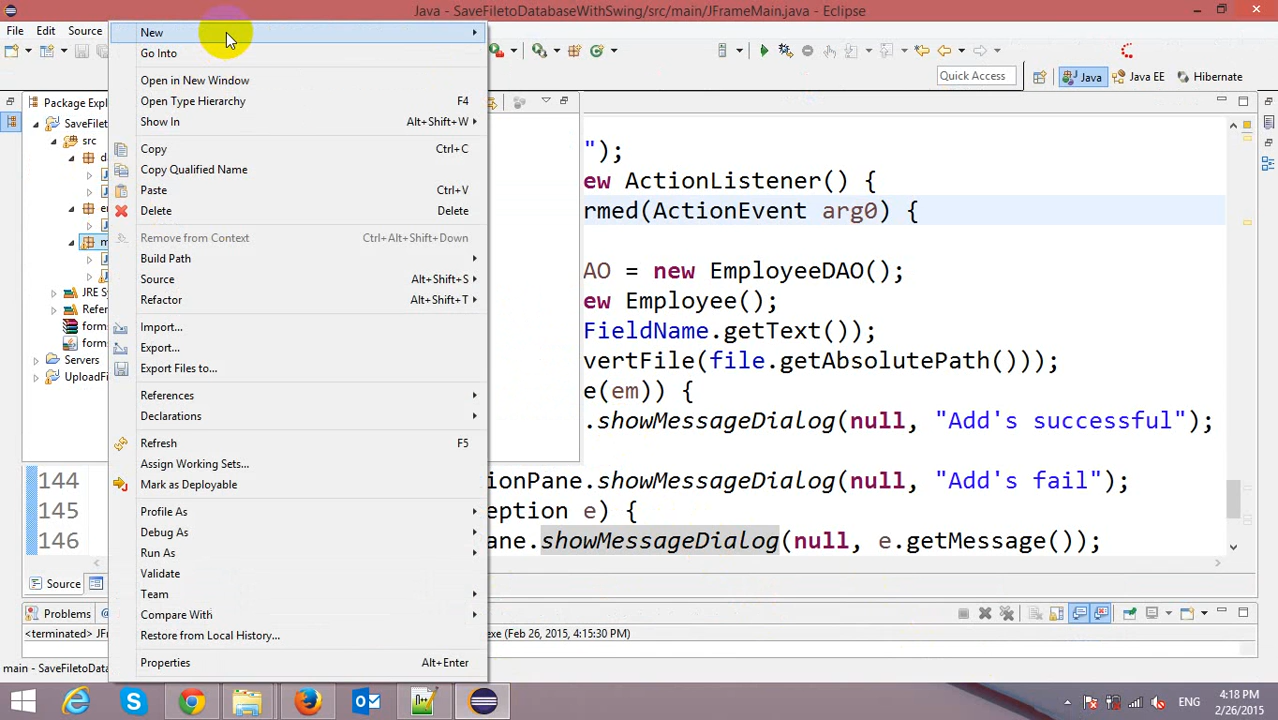 Java - SaveFiletoDatabaseWithSwing/src/main/JFrameMain.java - Eclipse
File Edit Source
Quick Access Java Java EE Hibernate
Package Expl
SaveFilet
src
d
e
m
JRE Sy
Refer
form
form
Servers
UploadFi
New
Go Into
Open in New Window
Open Type Hierarchy F4
Show In Alt+Shift+W
Copy Ctrl+C
Copy Qualified Name
Paste Ctrl+V
Delete Delete
Remove from Context Ctrl+Alt+Shift+Down
Build Path
Source Alt+Shift+S
Refactor Alt+Shift+T
Import...
Export...
Export Files to...
References
Declarations
Refresh F5
Assign Working Sets...
Mark as Deployable
Profile As
Debug As
Run As
Validate
Team
Compare With
Restore from Local History...
Properties Alt+Enter
");
ew ActionListener() {
rmed(ActionEvent arg0) {
AO = new EmployeeDAO();
ew Employee();
FieldName.getText());
vertFile(file.getAbsolutePath()));
e(em)) {
.showMessageDialog(null, "Add's successful");
144 ionPane.showMessageDialog(null, "Add's fail");
145 eption e) {
146 ane.showMessageDialog(null, e.getMessage());
Source
Problems @
<terminated> JF
exe (Feb 26, 2015, 4:15:30 PM)
main - SaveFiletoData
ENG
4:18 PM
2/26/2015